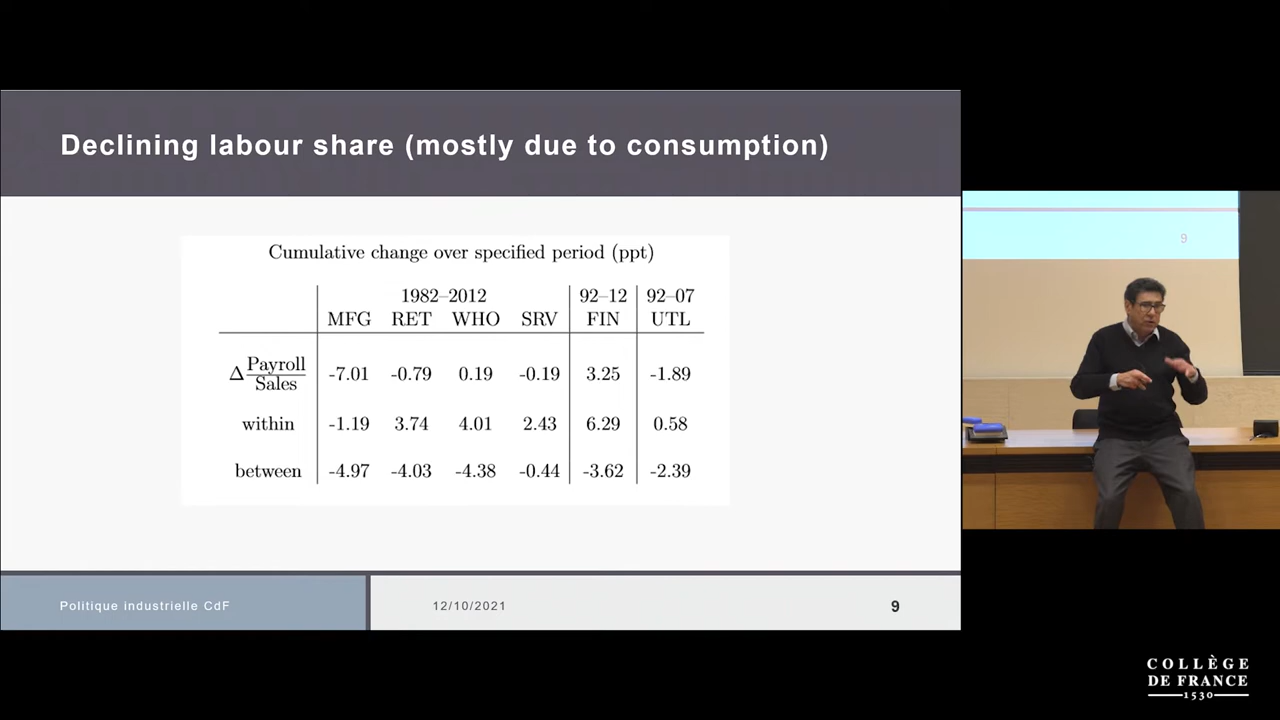 Declining labour share (mostly due to consumption)
Cumulative change over specified period (ppt)
1982–2012 92–12 92–07
MFG RET WHO SRV FIN UTL
Δ Payroll/Sales -7.01 -0.79 0.19 -0.19 3.25 -1.89
within -1.19 3.74 4.01 2.43 6.29 0.58
between -4.97 -4.03 -4.38 -0.44 -3.62 -2.39
Politique industrielle CdF 12/10/2021 9
9
COLLÈGE
DE FRANCE
1530